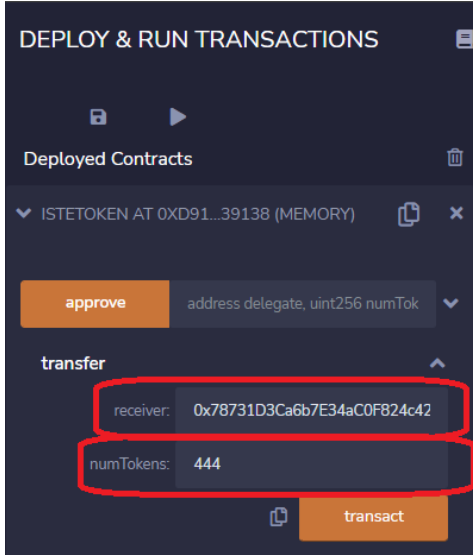 DEPLOY & RUN TRANSACTIONS
Deployed Contracts
ISTETOKEN AT 0XD91...39138 (MEMORY)
approve address delegate, uint256 numTok
transfer
receiver: 0x78731D3Ca6b7E34aC0F824c42
numTokens: 444
transact